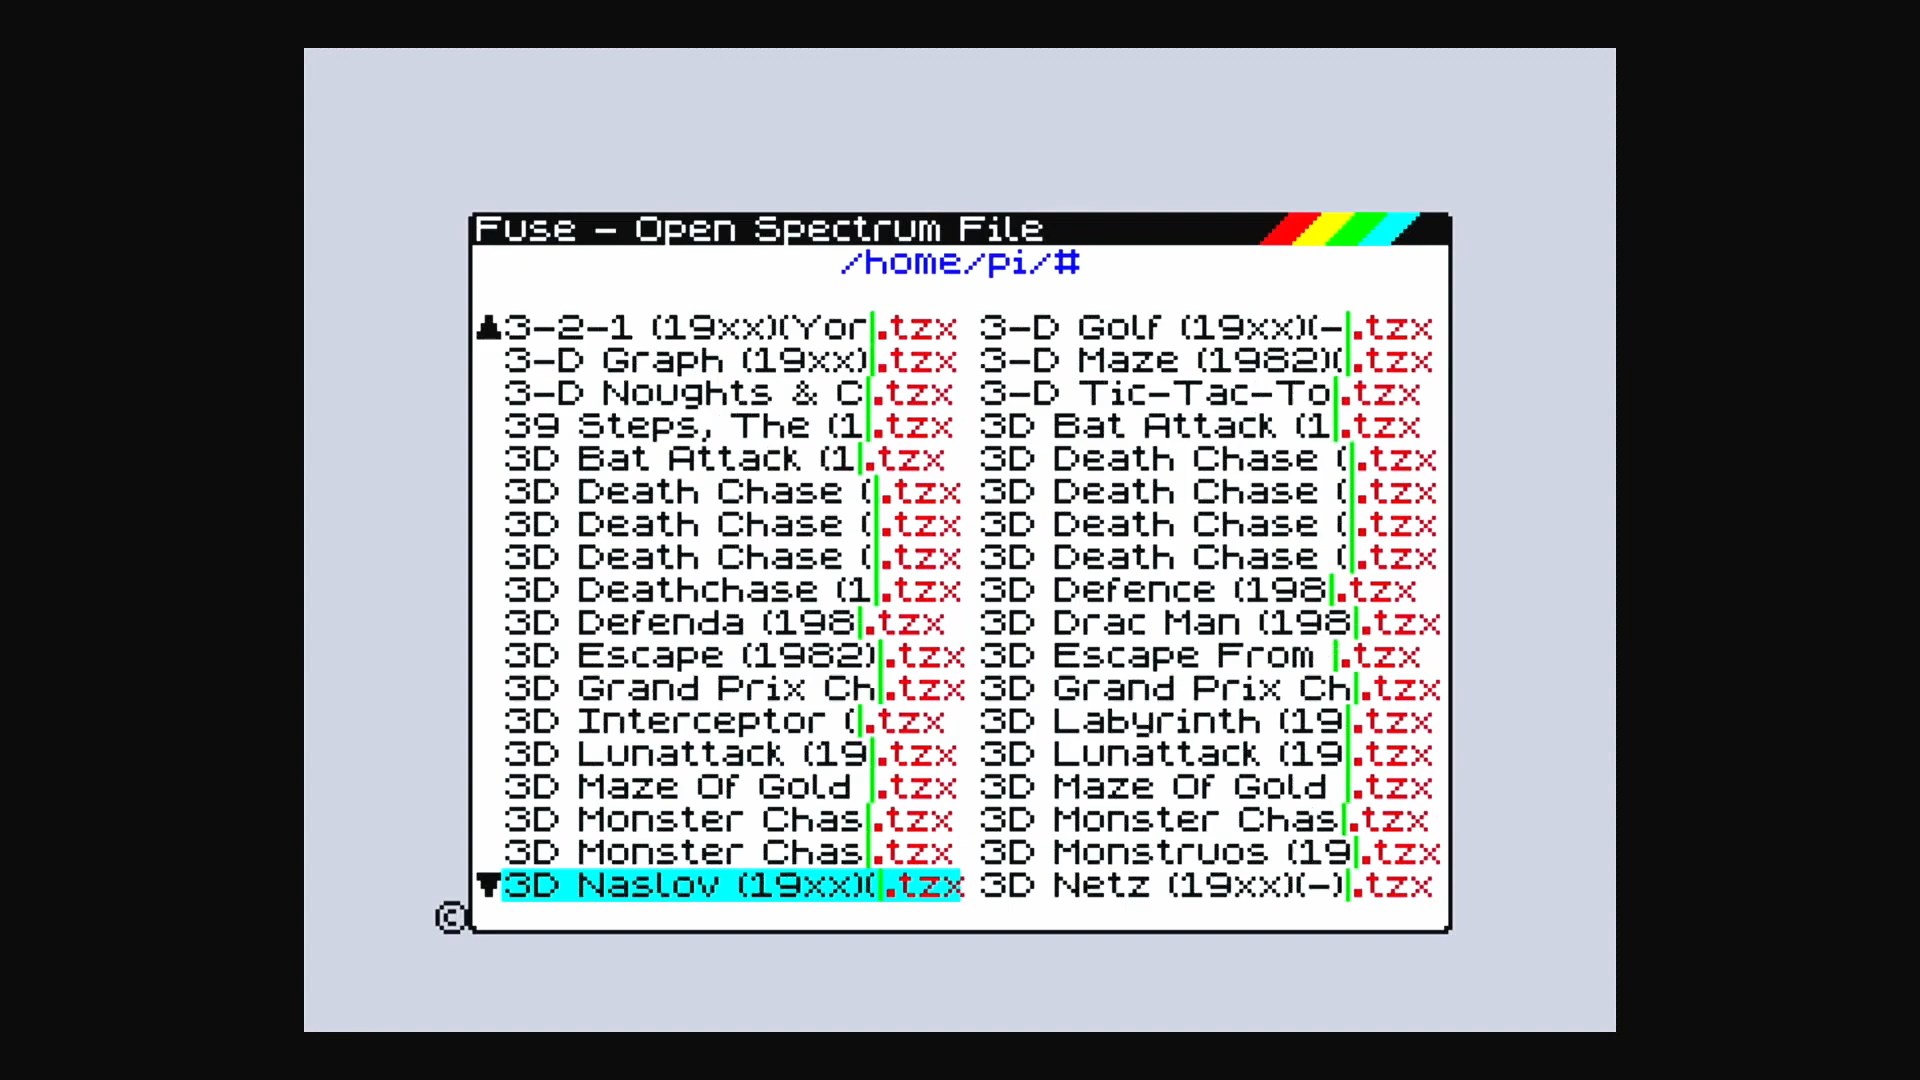 Fuse - Open Spectrum File
/home/pi/#
3-2-1 (19xx)(Yor|.tzx 3-D Golf (19xx)(-|.tzx
3-D Graph (19xx)|.tzx 3-D Maze (1982)(|.tzx
3-D Noughts & C|.tzx 3-D Tic-Tac-To|.tzx
39 Steps, The (1|.tzx 3D Bat Attack (1|.tzx
3D Bat Attack (1|.tzx 3D Death Chase (|.tzx
3D Death Chase (|.tzx 3D Death Chase (|.tzx
3D Death Chase (|.tzx 3D Death Chase (|.tzx
3D Death Chase (|.tzx 3D Death Chase (|.tzx
3D Deathchase (1|.tzx 3D Defence (198|.tzx
3D Defenda (198|.tzx 3D Drac Man (198|.tzx
3D Escape (1982)|.tzx 3D Escape From |.tzx
3D Grand Prix Ch|.tzx 3D Grand Prix Ch|.tzx
3D Interceptor (|.tzx 3D Labyrinth (19|.tzx
3D Lunattack (19|.tzx 3D Lunattack (19|.tzx
3D Maze Of Gold |.tzx 3D Maze Of Gold |.tzx
3D Monster Chas|.tzx 3D Monster Chas|.tzx
3D Monster Chas|.tzx 3D Monstruos (19|.tzx
3D Naslov (19xx)(|.tzx 3D Netz (19xx)(-)|.tzx
©